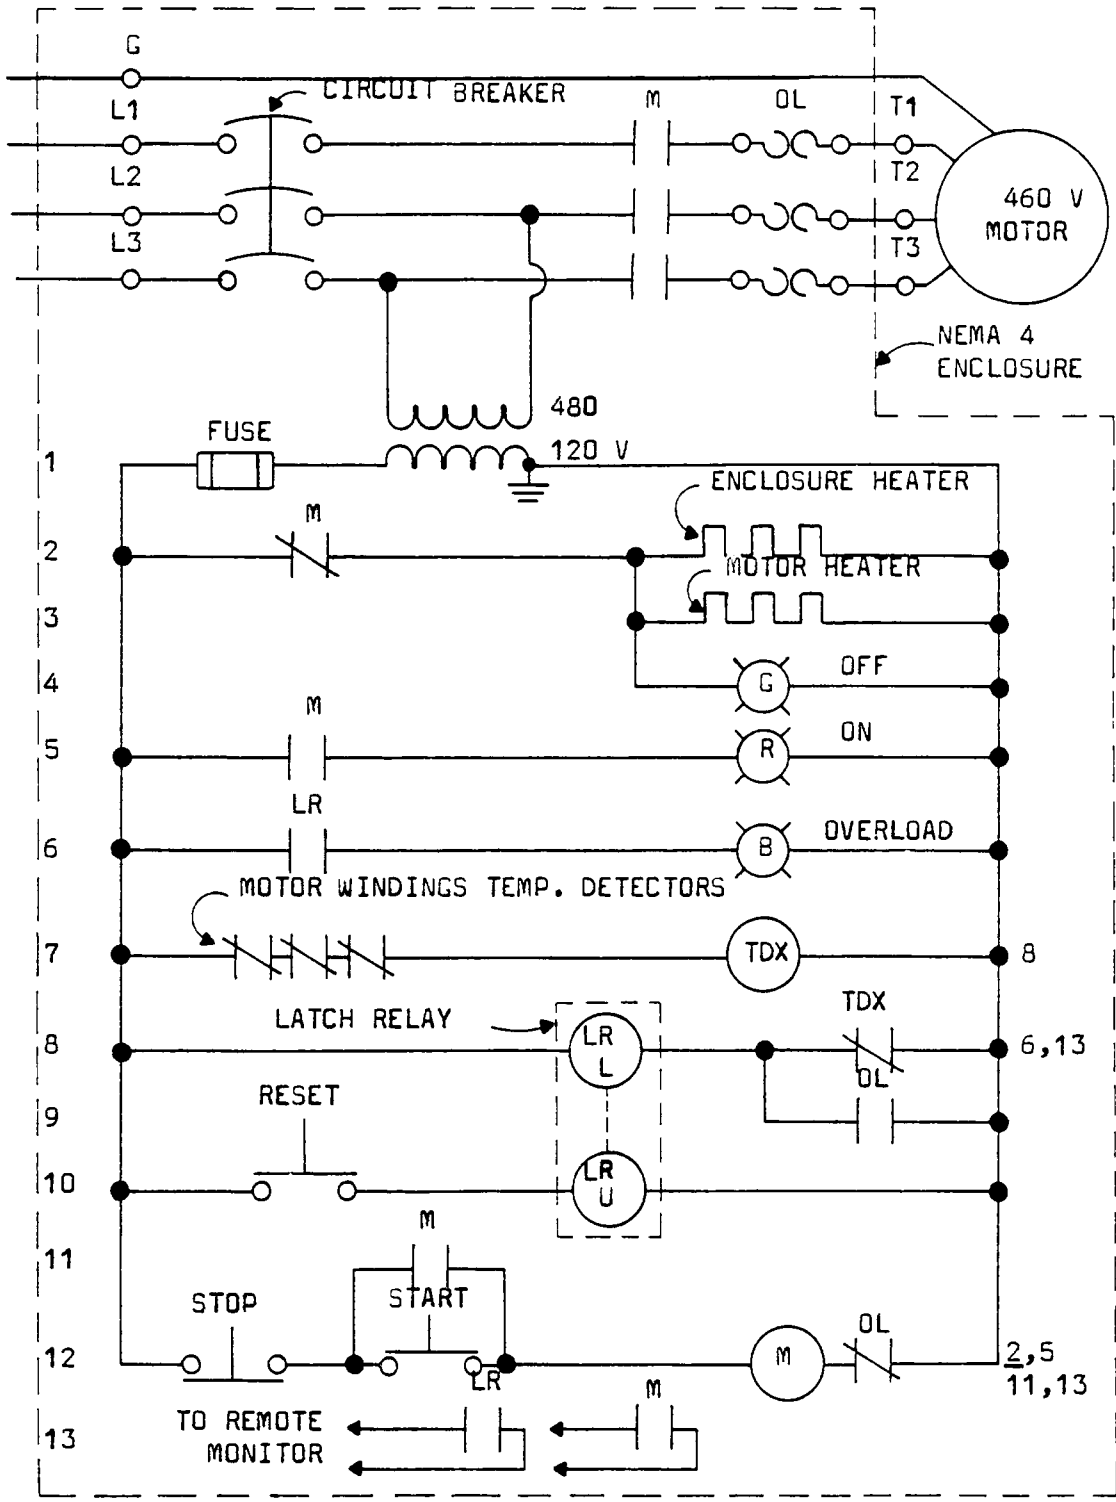 G
CIRCUIT BREAKER
L1
M
OL
T1
L2
T2
460 V
MOTOR
L3
T3
NEMA 4
ENCLOSURE
480
FUSE
120 V
1
ENCLOSURE HEATER
M
2
MOTOR HEATER
3
4
G
OFF
M
5
R
ON
LR
6
B
OVERLOAD
MOTOR WINDINGS TEMP. DETECTORS
7
TDX
8
LATCH RELAY
TDX
8
LR
L
6,13
OL
RESET
9
10
LR
U
M
11
STOP
START
OL
12
M
2,5
11,13
LR
M
13
TO REMOTE
MONITOR